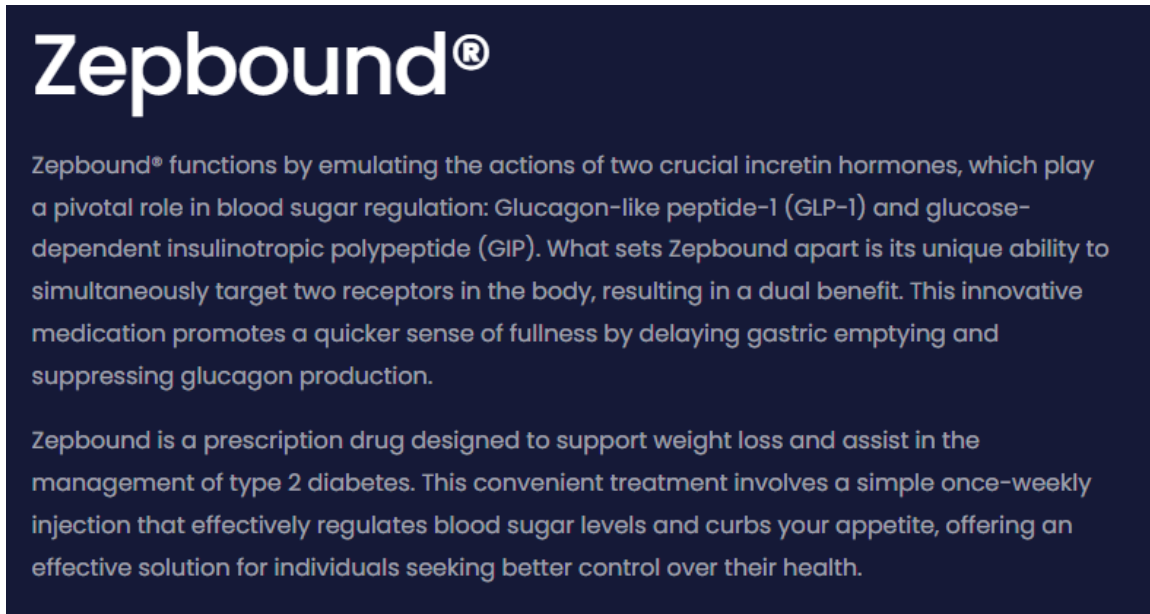 Zepbound®
Zepbound® functions by emulating the actions of two crucial incretin hormones, which play
a pivotal role in blood sugar regulation: Glucagon-like peptide-1 (GLP-1) and glucose-
dependent insulinotropic polypeptide (GIP). What sets Zepbound apart is its unique ability to
simultaneously target two receptors in the body, resulting in a dual benefit. This innovative
medication promotes a quicker sense of fullness by delaying gastric emptying and
suppressing glucagon production.
Zepbound is a prescription drug designed to support weight loss and assist in the
management of type 2 diabetes. This convenient treatment involves a simple once-weekly
injection that effectively regulates blood sugar levels and curbs your appetite, offering an
effective solution for individuals seeking better control over their health.